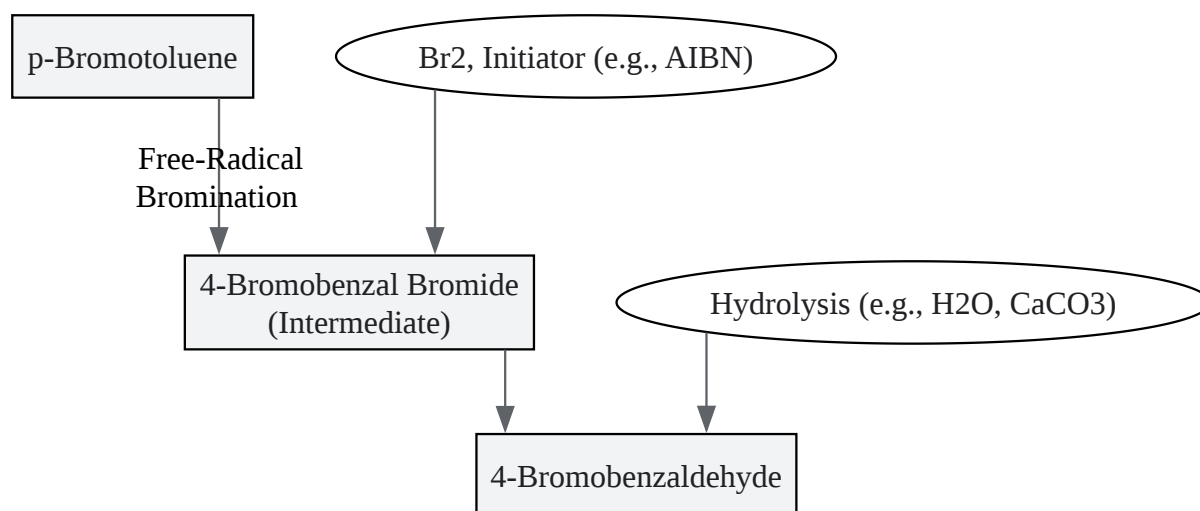 p-Bromotoluene
Br2, Initiator (e.g., AIBN)
Free-Radical
Bromination
4-Bromobenzal Bromide
(Intermediate)
Hydrolysis (e.g., H2O, CaCO3)
4-Bromobenzaldehyde